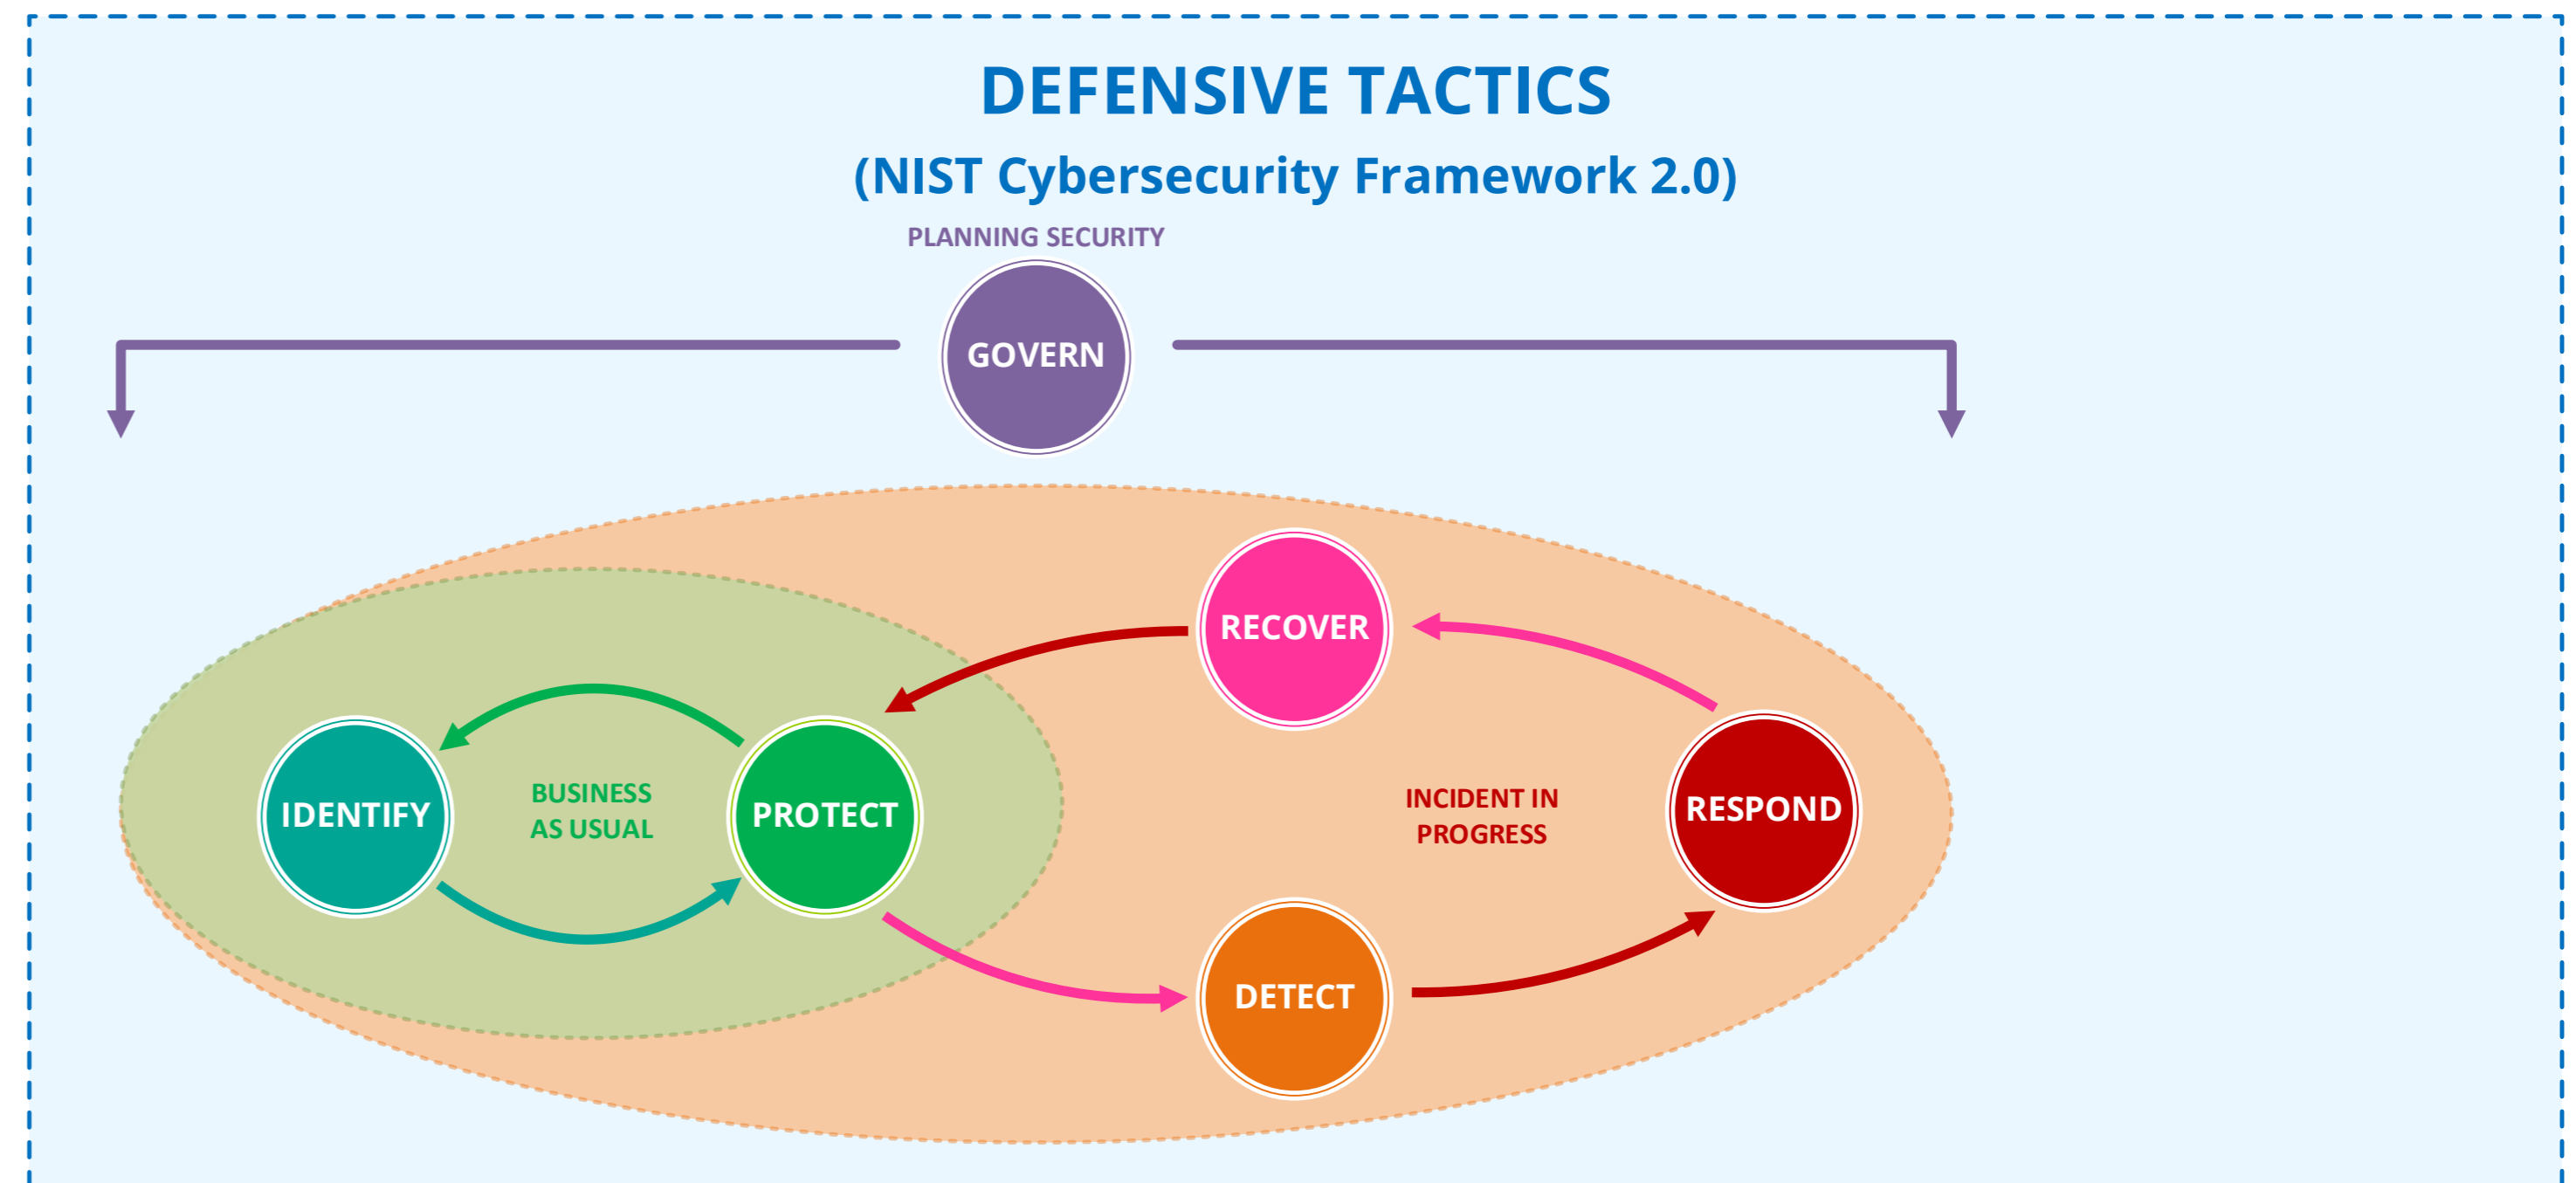 DEFENSIVE TACTICS
(NIST Cybersecurity Framework 2.0)
PLANNING SECURITY
GOVERN
RECOVER
IDENTIFY
BUSINESS
AS USUAL
PROTECT
INCIDENT IN
PROGRESS
RESPOND
DETECT